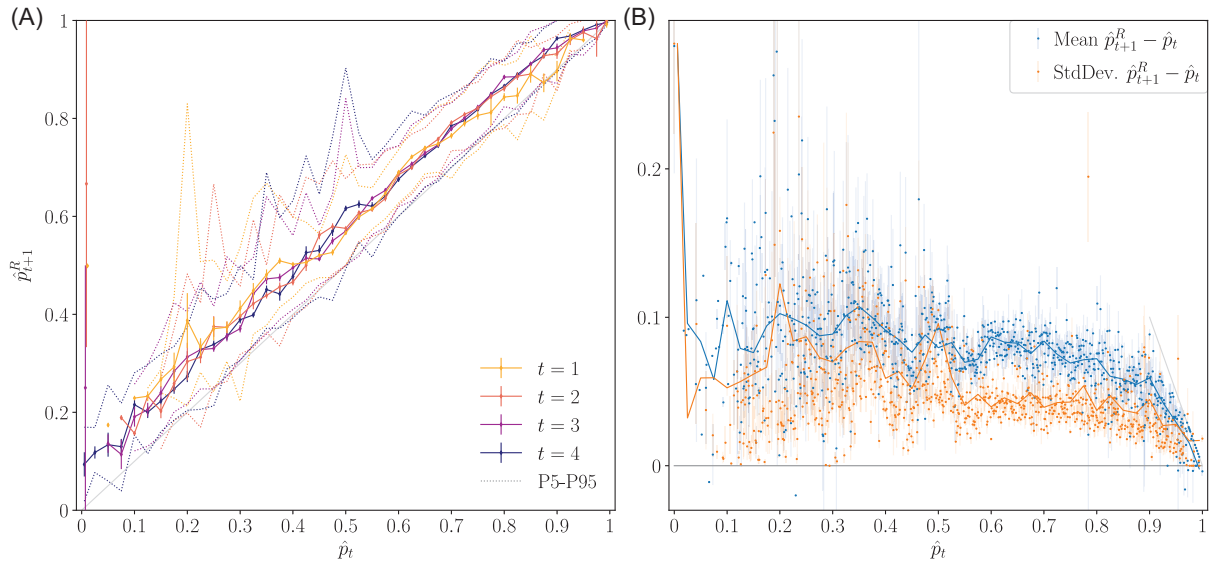 (A)
1
0.8
0.6
0.4
0.2
0
0
0.1
0.2
0.3
0.4
0.5
0.6
0.7
0.8
0.9
1
p̂ᴿₜ₊₁
p̂ₜ
t = 1
t = 2
t = 3
t = 4
P5-P95
(B)
0.2
0.1
0
0
0.1
0.2
0.3
0.4
0.5
0.6
0.7
0.8
0.9
1
p̂ₜ
Mean p̂ᴿₜ₊₁ − p̂ₜ
StdDev. p̂ᴿₜ₊₁ − p̂ₜ